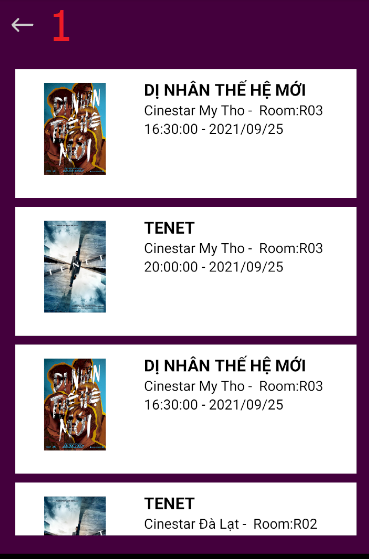 1
DỊ NHÂN THẾ HỆ MỚI
Cinestar My Tho - Room:R03
16:30:00 - 2021/09/25
TENET
TENET
Cinestar My Tho - Room:R03
20:00:00 - 2021/09/25
DỊ NHÂN THẾ HỆ MỚI
Cinestar My Tho - Room:R03
16:30:00 - 2021/09/25
TENET
Cinestar Đà Lạt - Room:R02